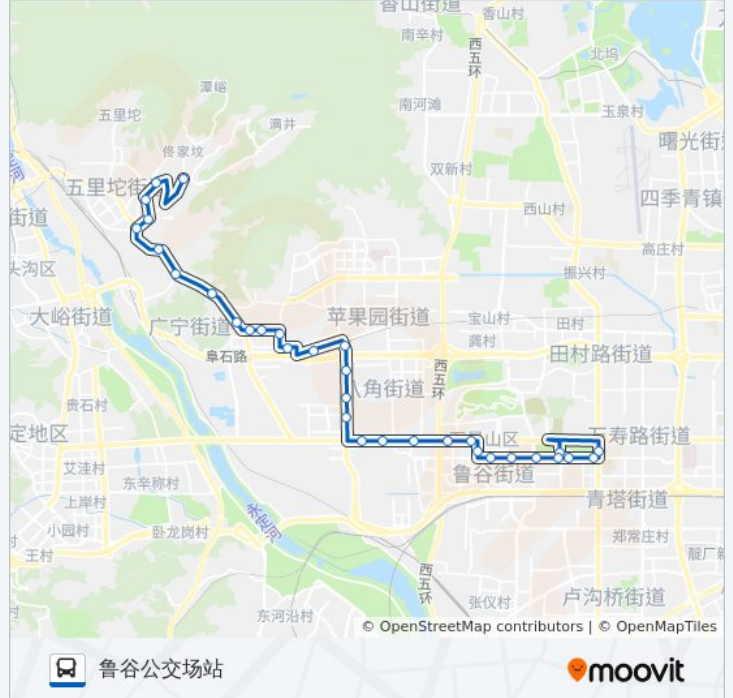 香山街道
香山村
南辛村
西五环
北坞
潭峪
五里坨
满井
南河滩
玉泉村
曙光街
佟家坟
双新村
五里坨街
四季青镇
西山村
街道
高庄村
头沟区
振兴村
大峪街道
广宁街道
苹果园街道
宝山村
田村
龚村
阜石路
田村路街道
西五环
八角街道
贵石村
定地区
山区
万寿路街道
艾洼村
鲁谷街道
东辛称村
青塔街道
上岸村
永定河
小园村
卧龙岗村
郑常庄村
王村
靛厂新
西五环
张仪村
卢沟桥街道
东河沿村
© OpenStreetMap contributors | © OpenMapTiles
鲁谷公交场站
moovit